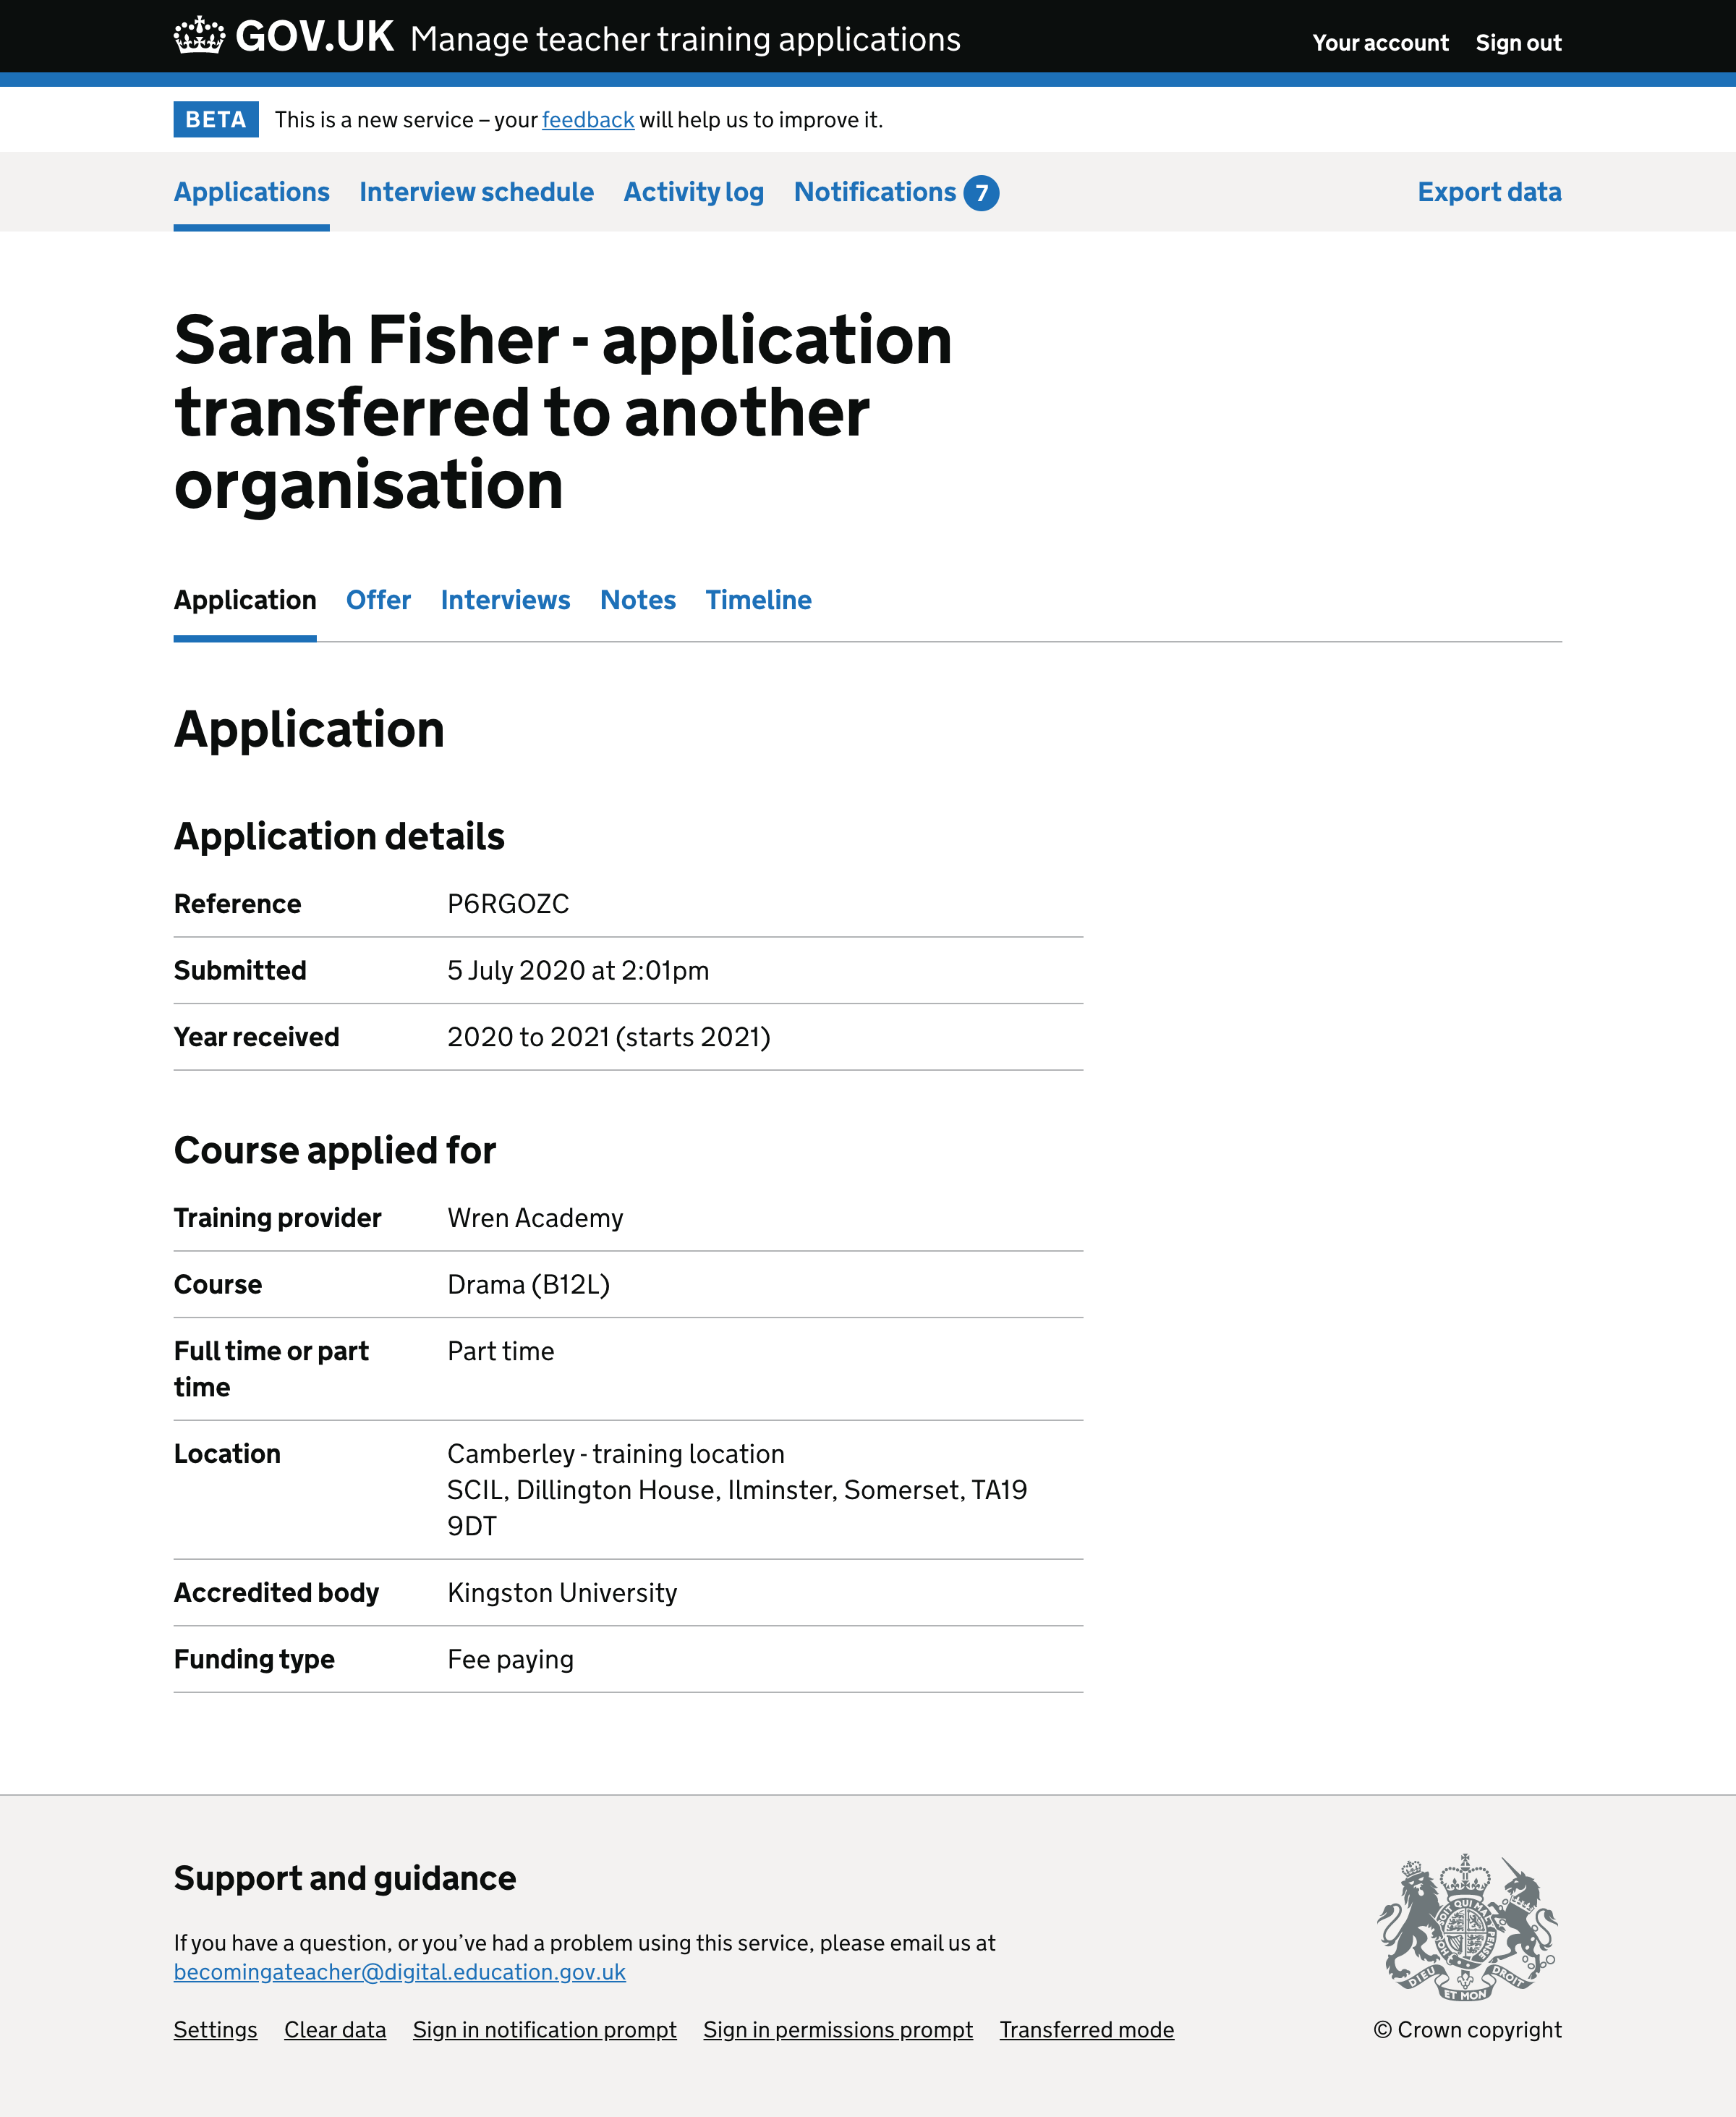 GOV.UK Manage teacher training applications
Your account Sign out
BETA This is a new service – your feedback will help us to improve it.
Applications Interview schedule Activity log Notifications 7 Export data
Sarah Fisher - application
transferred to another
organisation
Application Offer Interviews Notes Timeline
Application
Application details
Reference P6RGOZC
Submitted 5 July 2020 at 2:01pm
Year received 2020 to 2021 (starts 2021)
Course applied for
Training provider Wren Academy
Course Drama (B12L)
Full time or part Part time
time
Location Camberley - training location
SCIL, Dillington House, Ilminster, Somerset, TA19
9DT
Accredited body Kingston University
Funding type Fee paying
Support and guidance
If you have a question, or you’ve had a problem using this service, please email us at
becomingateacher@digital.education.gov.uk
Settings Clear data Sign in notification prompt Sign in permissions prompt Transferred mode
DIEU ET MON DROIT
© Crown copyright